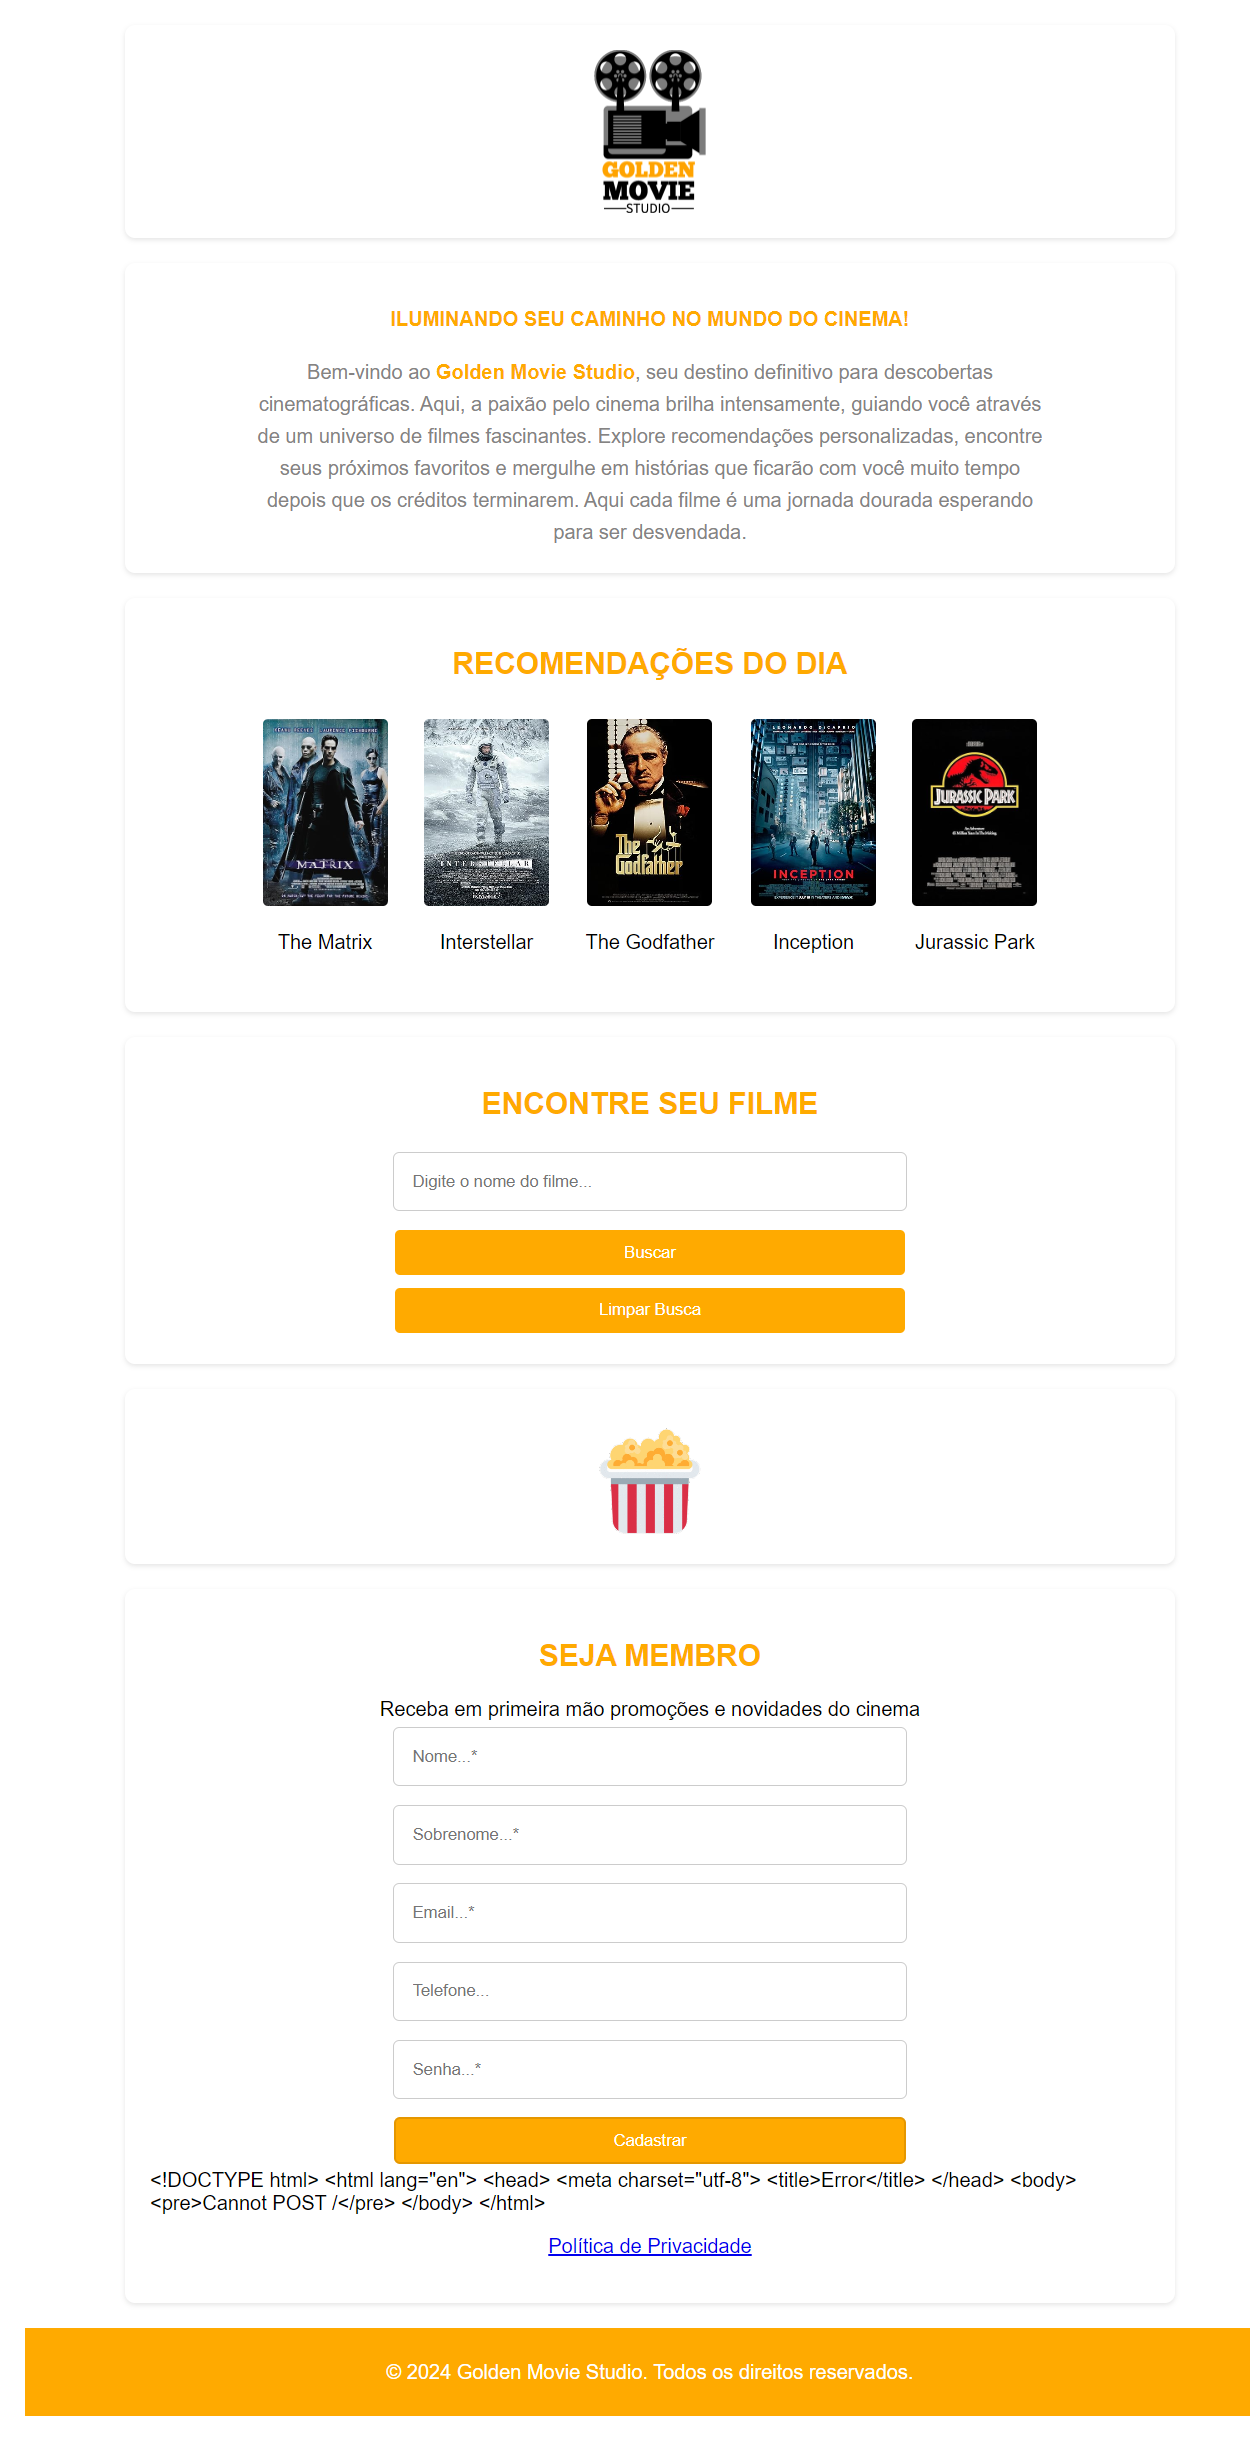 GOLDEN
MOVIE
STUDIO
ILUMINANDO SEU CAMINHO NO MUNDO DO CINEMA!
Bem-vindo ao Golden Movie Studio, seu destino definitivo para descobertas
cinematográficas. Aqui, a paixão pelo cinema brilha intensamente, guiando você através
de um universo de filmes fascinantes. Explore recomendações personalizadas, encontre
seus próximos favoritos e mergulhe em histórias que ficarão com você muito tempo
depois que os créditos terminarem. Aqui cada filme é uma jornada dourada esperando
para ser desvendada.
RECOMENDAÇÕES DO DIA
LEONARDO DICAPRIO
JURASSIC PARK
The
Godfather
MATRIX
INTERSTELLAR
INCEPTION
The Matrix
Interstellar
The Godfather
Inception
Jurassic Park
ENCONTRE SEU FILME
Digite o nome do filme...
Buscar
Limpar Busca
SEJA MEMBRO
Receba em primeira mão promoções e novidades do cinema
Nome...*
Sobrenome...*
Email...*
Telefone...
Senha...*
Cadastrar
<!DOCTYPE html> <html lang="en"> <head> <meta charset="utf-8"> <title>Error</title> </head> <body>
<pre>Cannot POST /</pre> </body> </html>
Política de Privacidade
© 2024 Golden Movie Studio. Todos os direitos reservados.